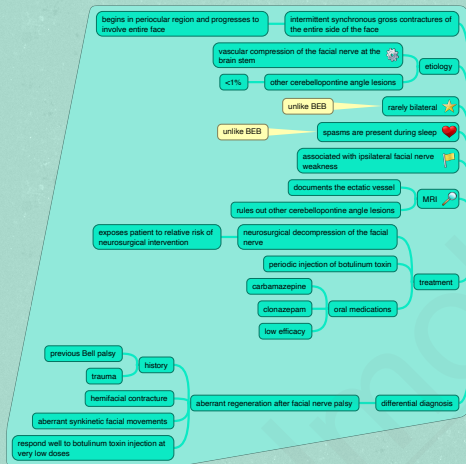 begins in periocular region and progresses to
involve entire face
intermittent synchronous gross contractures of
the entire side of the face
vascular compression of the facial nerve at the
brain stem
etiology
<1%
other cerebellopontine angle lesions
unlike BEB
rarely bilateral
unlike BEB
spasms are present during sleep
associated with ipsilateral facial nerve
weakness
documents the ectatic vessel
MRI
rules out other cerebellopontine angle lesions
exposes patient to relative risk of
neurosurgical intervention
neurosurgical decompression of the facial
nerve
periodic injection of botulinum toxin
treatment
carbamazepine
clonazepam
oral medications
low efficacy
previous Bell palsy
history
trauma
hemifacial contracture
aberrant regeneration after facial nerve palsy
differential diagnosis
aberrant synkinetic facial movements
respond well to botulinum toxin injection at
very low doses